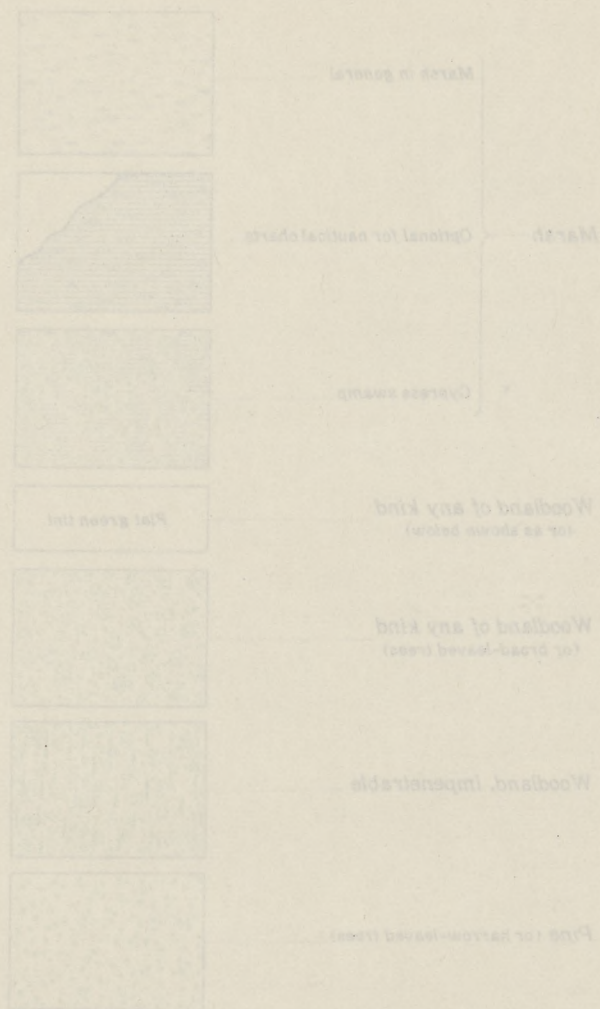 Marsh in general
Marsh
Optional for nautical charts
Cypress swamp
Woodland of any kind
(or as shown below)
Flat green tint
Woodland of any kind
(or broad-leaved trees)
Woodland, impenetrable
Pine (or narrow-leaved trees)